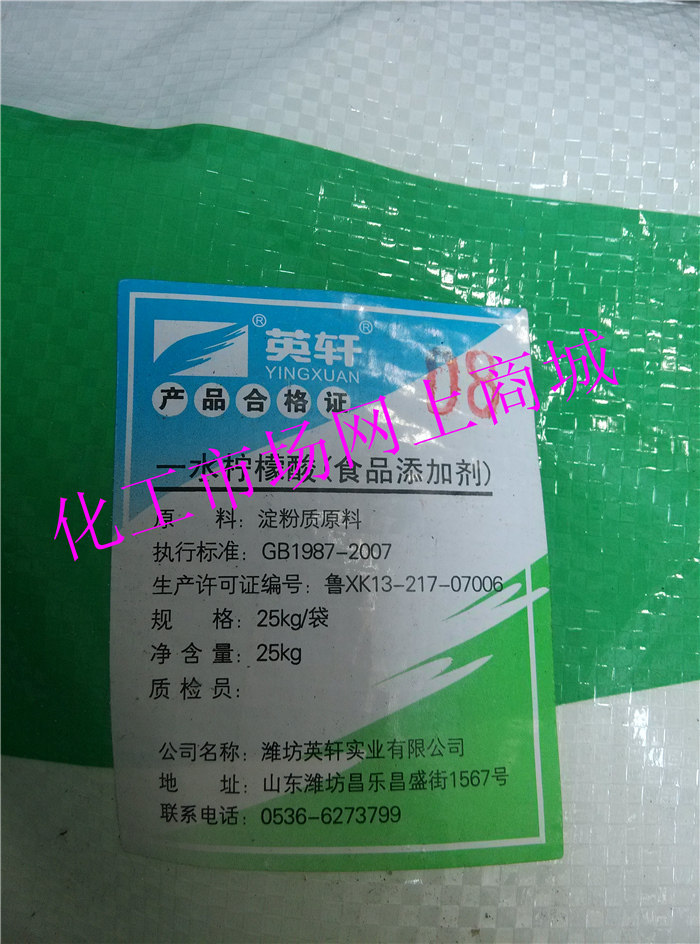 ® 英轩®
YINGXUAN
产品合格证
08
一水柠檬酸(食品添加剂)
原 料：淀粉质原料
执行标准：GB1987-2007
生产许可证编号：鲁XK13-217-07006
规 格：25kg/袋
净含量：25kg
质检员：
公司名称：潍坊英轩实业有限公司
地 址：山东潍坊昌乐昌盛街1567号
联系电话：0536-6273799
化工市场网上商城